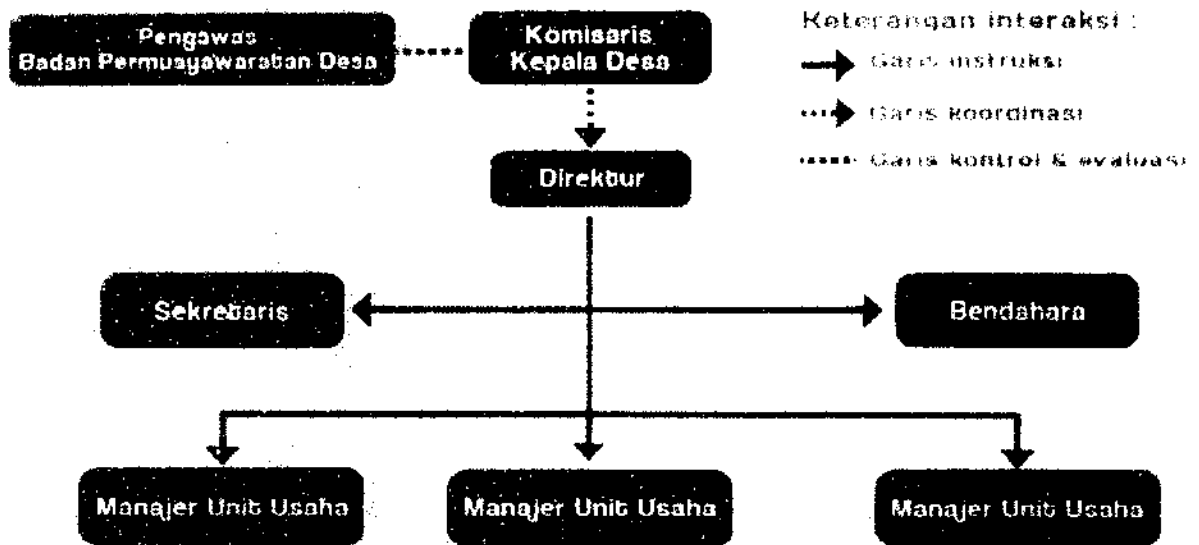 Pengawas
Badan Permusyawaratan Desa
Komisaris
Kepala Desa
Keterangan interaksi :
Garis instruksi
Garis koordinasi
Garis kontrol & evaluasi
Direktur
Sekretaris
Bendahara
Manajer Unit Usaha
Manajer Unit Usaha
Manajer Unit Usaha